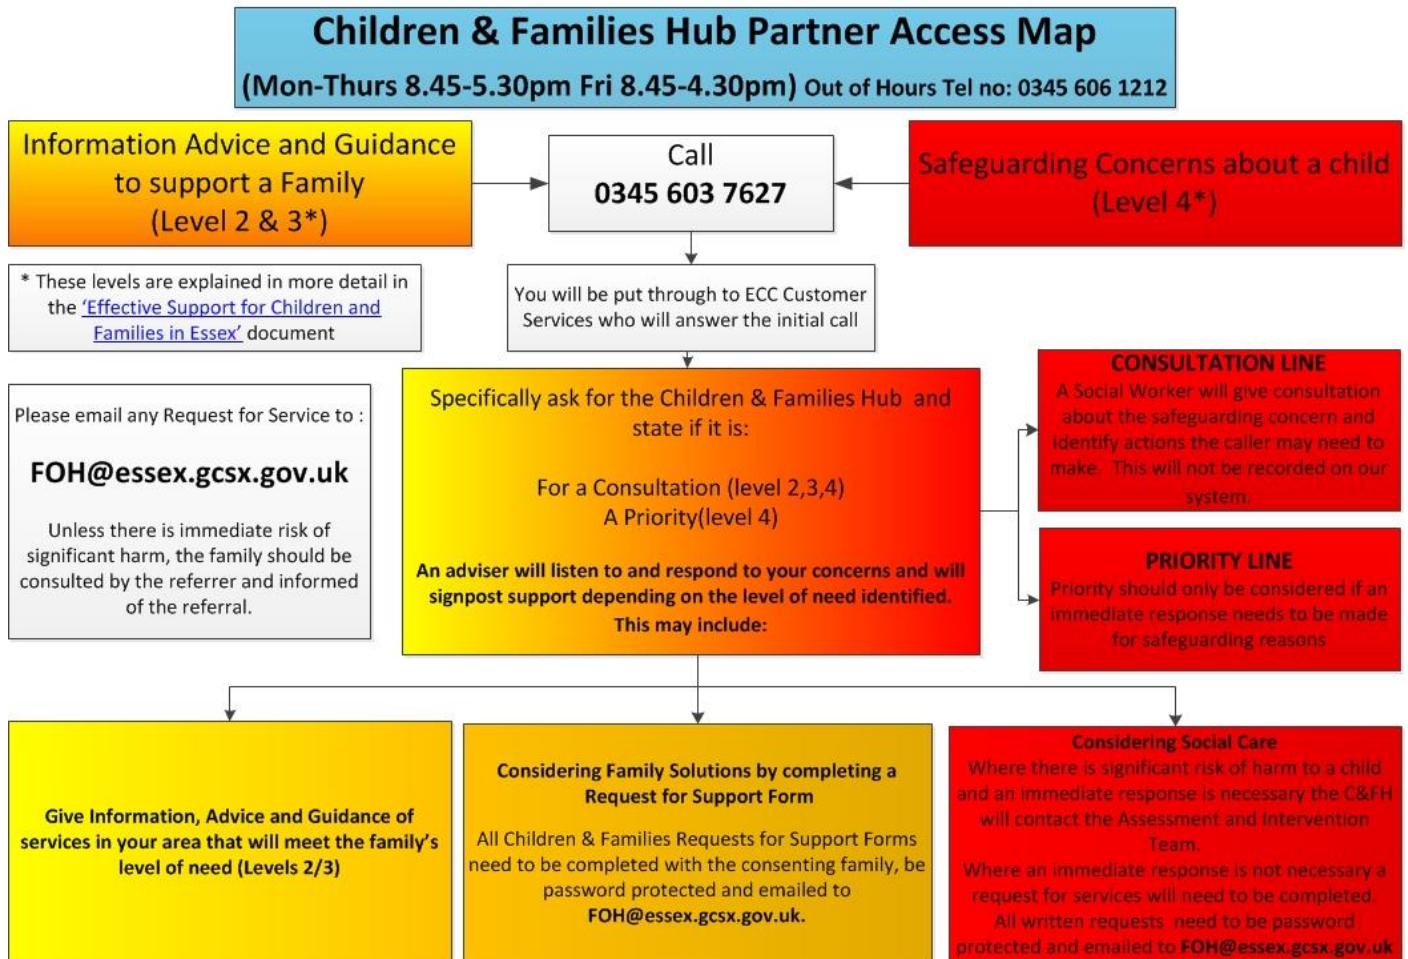 Children & Families Hub Partner Access Map
(Mon-Thurs 8.45-5.30pm Fri 8.45-4.30pm) Out of Hours Tel no: 0345 606 1212
Information Advice and Guidance
to support a Family
(Level 2 & 3*)
Call
0345 603 7627
Safeguarding Concerns about a child
(Level 4*)
* These levels are explained in more detail in
the 'Effective Support for Children and
Families in Essex' document
You will be put through to ECC Customer
Services who will answer the initial call
Please email any Request for Service to :
FOH@essex.gcsx.gov.uk
Unless there is immediate risk of
significant harm, the family should be
consulted by the referrer and informed
of the referral.
Specifically ask for the Children & Families Hub and
state if it is:
For a Consultation (level 2,3,4)
A Priority(level 4)
An adviser will listen to and respond to your concerns and will
signpost support depending on the level of need identified.
This may include:
CONSULTATION LINE
A Social Worker will give consultation
about the safeguarding concern and
identify actions the caller may need to
make. This will not be recorded on our
system.
PRIORITY LINE
Priority should only be considered if an
immediate response needs to be made
for safeguarding reasons
Give Information, Advice and Guidance of
services in your area that will meet the family's
level of need (Levels 2/3)
Considering Family Solutions by completing a
Request for Support Form
All Children & Families Requests for Support Forms
need to be completed with the consenting family, be
password protected and emailed to
FOH@essex.gcsx.gov.uk.
Considering Social Care
Where there is significant risk of harm to a child
and an immediate response is necessary the C&FH
will contact the Assessment and Intervention
Team.
Where an immediate response is not necessary a
request for services will need to be completed.
All written requests need to be password
protected and emailed to FOH@essex.gcsx.gov.uk